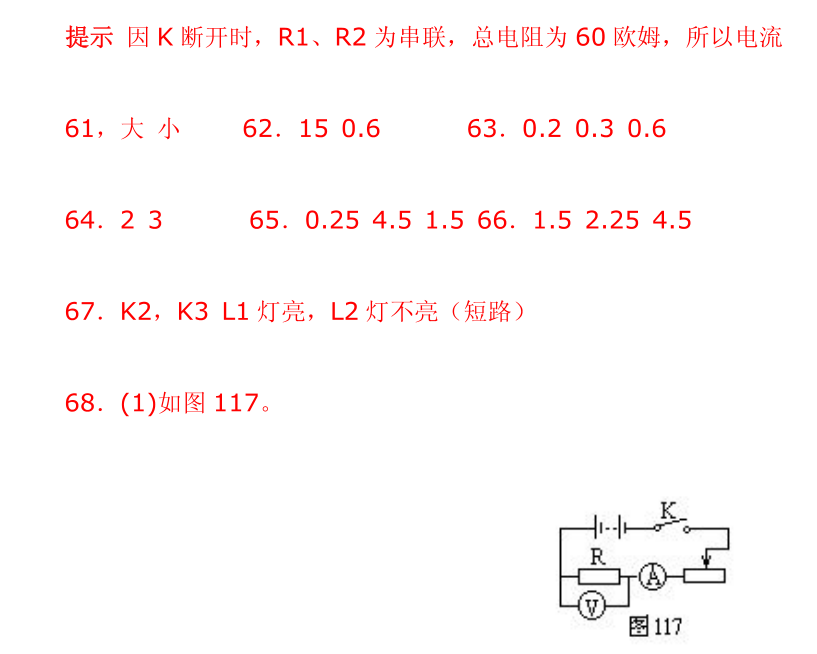 提示 因 K 断开时，R1、R2 为串联，总电阻为 60 欧姆，所以电流
61，大 小 62．15 0.6 63．0.2 0.3 0.6
64．2 3 65．0.25 4.5 1.5 66．1.5 2.25 4.5
67．K2，K3 L1 灯亮，L2 灯不亮（短路）
68．(1)如图 117。
K
R
A
V
图117